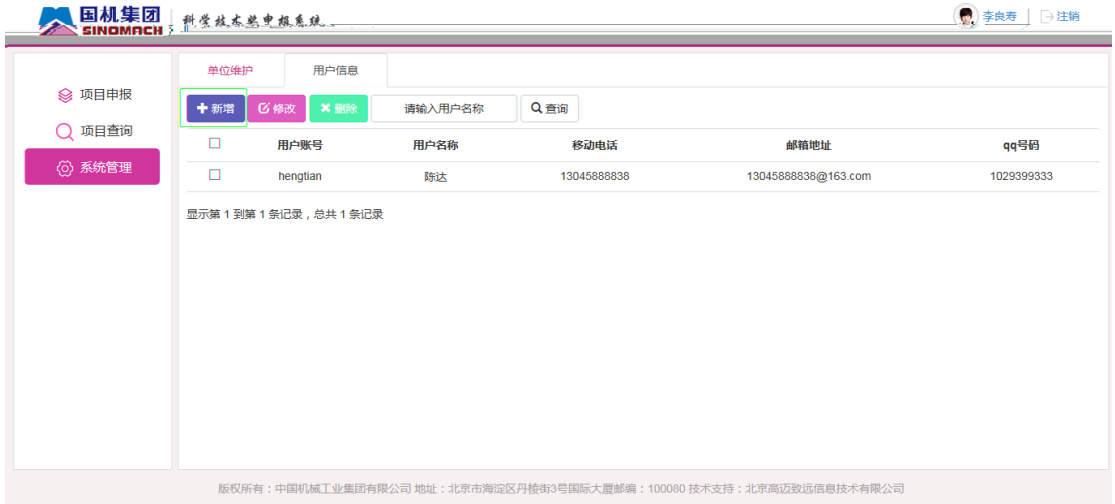 国机集团
SINOMACH
科学技术奖申报系统
李良寿
注销
项目申报
项目查询
系统管理
单位维护 用户信息
新增 修改 删除 请输入用户名称 查询
用户账号 用户名称 移动电话 邮箱地址 qq号码
hengtian 陈达 13045888838 13045888838@163.com 1029399333
显示第 1 到第 1 条记录，总共 1 条记录
版权所有：中国机械工业集团有限公司 地址：北京市海淀区丹棱街3号国际大厦邮编：100080 技术支持：北京高迈致远信息技术有限公司